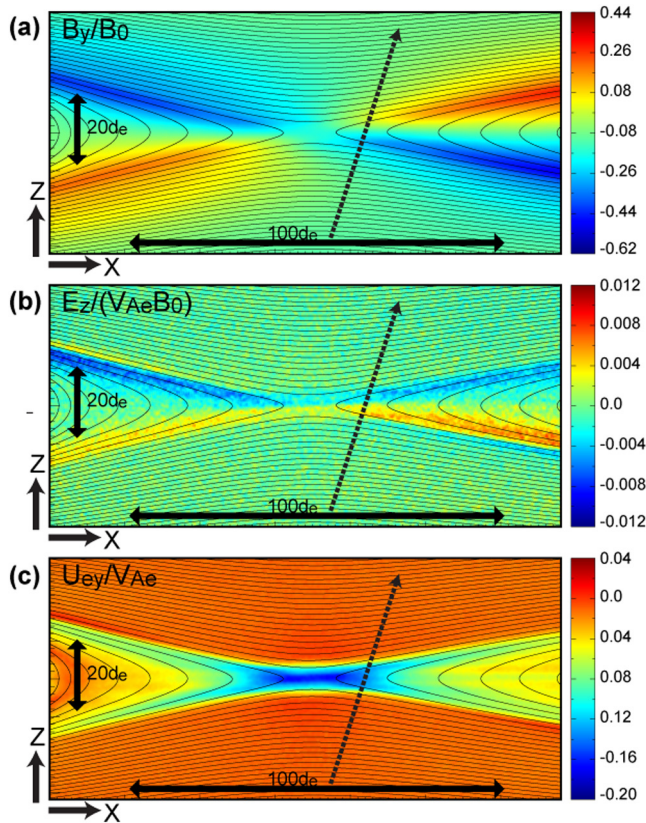 (a) By/B0
20de
Z
X
100de
0.44
0.26
0.08
-0.08
-0.26
-0.44
-0.62
(b) Ez/(VAeB0)
20de
Z
X
100de
0.012
0.008
0.004
0.000
-0.004
-0.008
-0.012
(c) Uey/VAe
20de
Z
X
100de
0.04
0.0
0.04
0.08
0.12
-0.16
-0.20